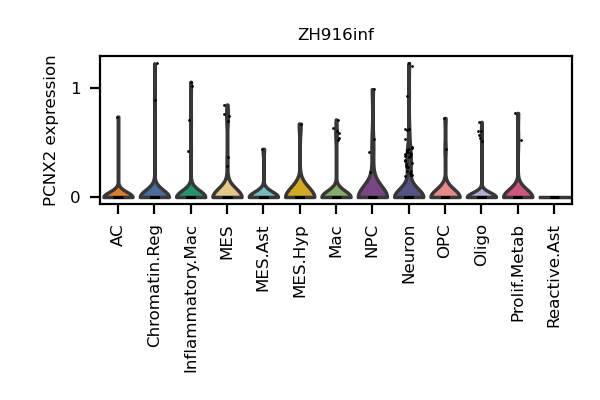 ZH916inf
PCNX2 expression
1
0
AC
Chromatin.Reg
Inflammatory.Mac
MES
MES.Ast
MES.Hyp
Mac
NPC
Neuron
OPC
Oligo
Prolif.Metab
Reactive.Ast